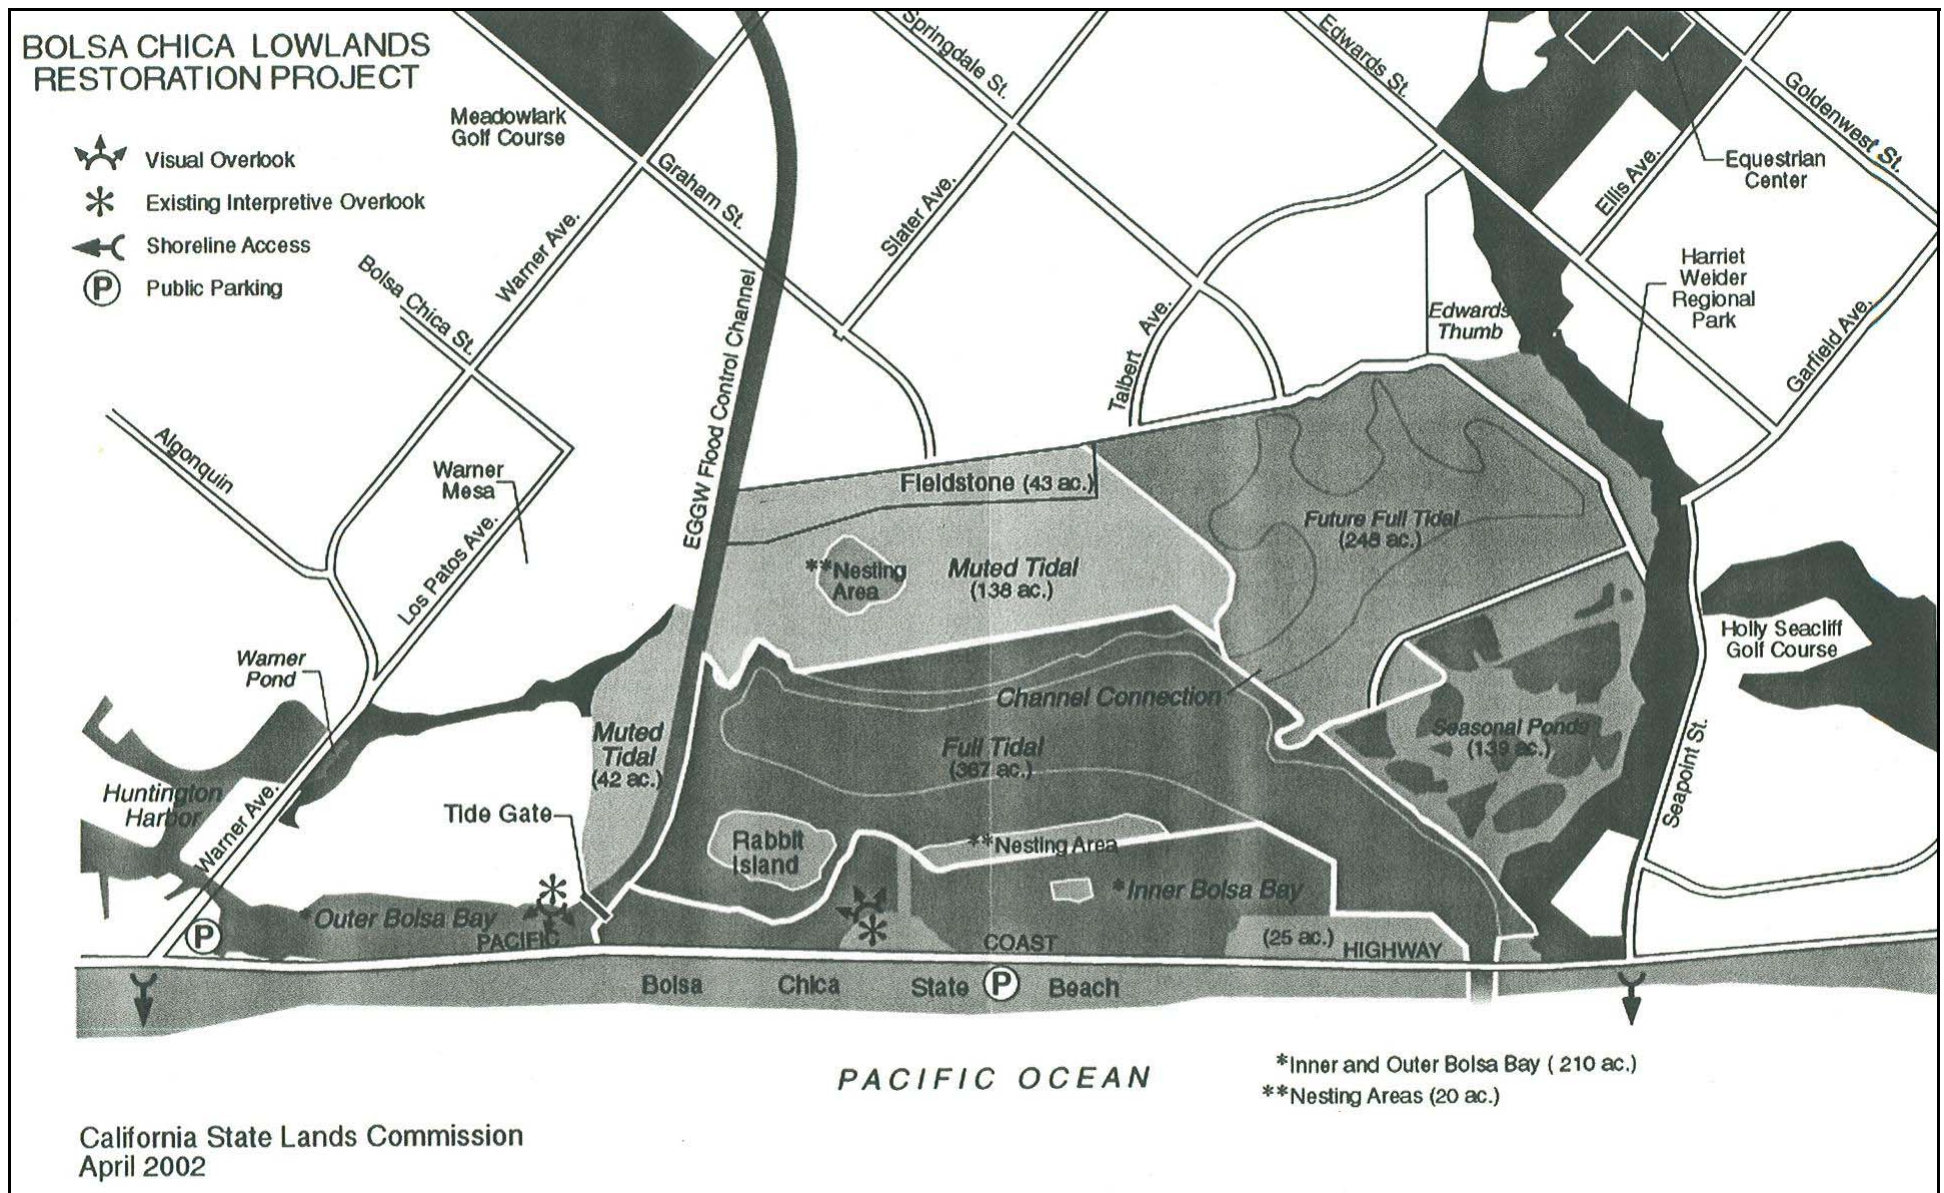 BOLSA CHICA LOWLANDS
RESTORATION PROJECT
Visual Overlook
Existing Interpretive Overlook
Shoreline Access
P
Public Parking
Meadowlark
Golf Course
Springdale St.
Edwards St.
Goldenwest St.
Graham St.
Slater Ave.
Ellis Ave.
Equestrian
Center
Warner Ave.
Bolsa Chica St.
EGGW Flood Control Channel
Talbert Ave.
Edwards
Thumb
Harriet
Weider
Regional
Park
Garfield Ave.
Algonquin
Warner
Mesa
Los Patos Ave.
Fieldstone (43 ac.)
Future Full Tidal
(248 ac.)
**Nesting
Area
Muted Tidal
(138 ac.)
Holly Seacliff
Golf Course
Warner
Pond
Channel Connection
Muted
Tidal
(42 ac.)
Full Tidal
(367 ac.)
Seasonal Ponds
(139 ac.)
Seapoint St.
Huntington
Harbor
Warner Ave.
Tide Gate
Rabbit
Island
**Nesting Area
*Inner Bolsa Bay
*Outer Bolsa Bay
P
(25 ac.)
PACIFIC COAST HIGHWAY
Bolsa Chica State P Beach
PACIFIC OCEAN
*Inner and Outer Bolsa Bay ( 210 ac.)
**Nesting Areas (20 ac.)
California State Lands Commission
April 2002